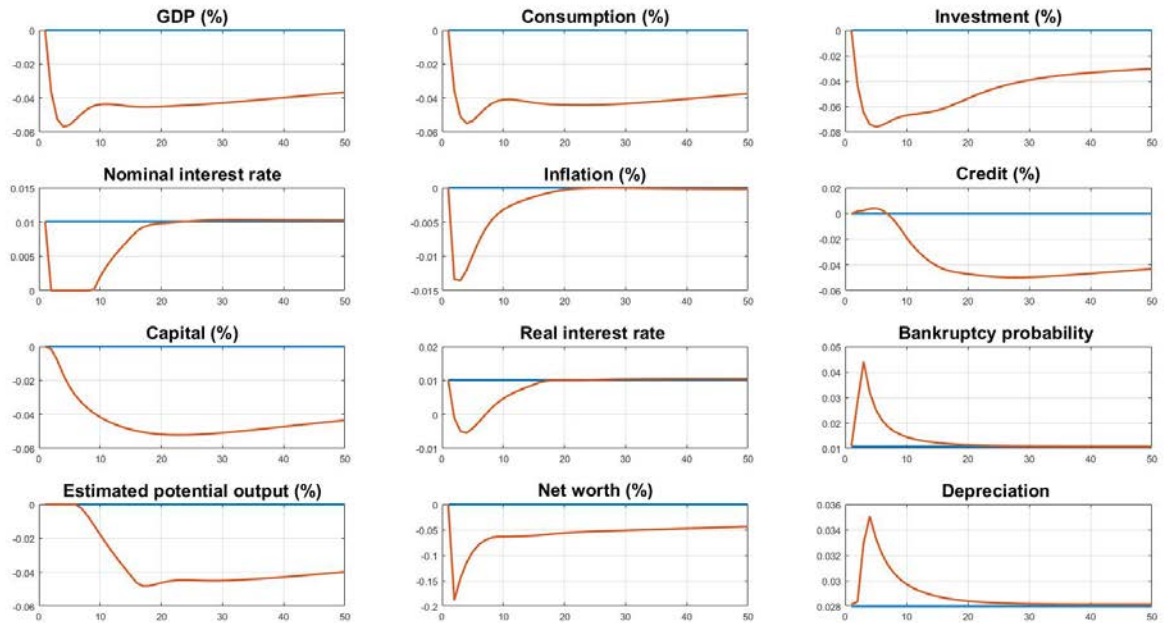 GDP (%)
0
-0.02
-0.04
-0.06
0 10 20 30 40 50
Consumption (%)
0
-0.02
-0.04
-0.06
0 10 20 30 40 50
Investment (%)
0
-0.02
-0.04
-0.06
-0.08
0 10 20 30 40 50
Nominal interest rate
0.015
0.01
0.005
0
0 10 20 30 40 50
Inflation (%)
0
-0.005
-0.01
-0.015
0 10 20 30 40 50
Credit (%)
0.02
0
-0.02
-0.04
-0.06
0 10 20 30 40 50
Capital (%)
0
-0.02
-0.04
-0.06
0 10 20 30 40 50
Real interest rate
0.02
0.01
0
-0.01
0 10 20 30 40 50
Bankruptcy probability
0.05
0.04
0.03
0.02
0.01
0 10 20 30 40 50
Estimated potential output (%)
0
-0.02
-0.04
-0.06
0 10 20 30 40 50
Net worth (%)
0
-0.05
-0.1
-0.15
-0.2
0 10 20 30 40 50
Depreciation
0.036
0.034
0.032
0.03
0.028
0 10 20 30 40 50